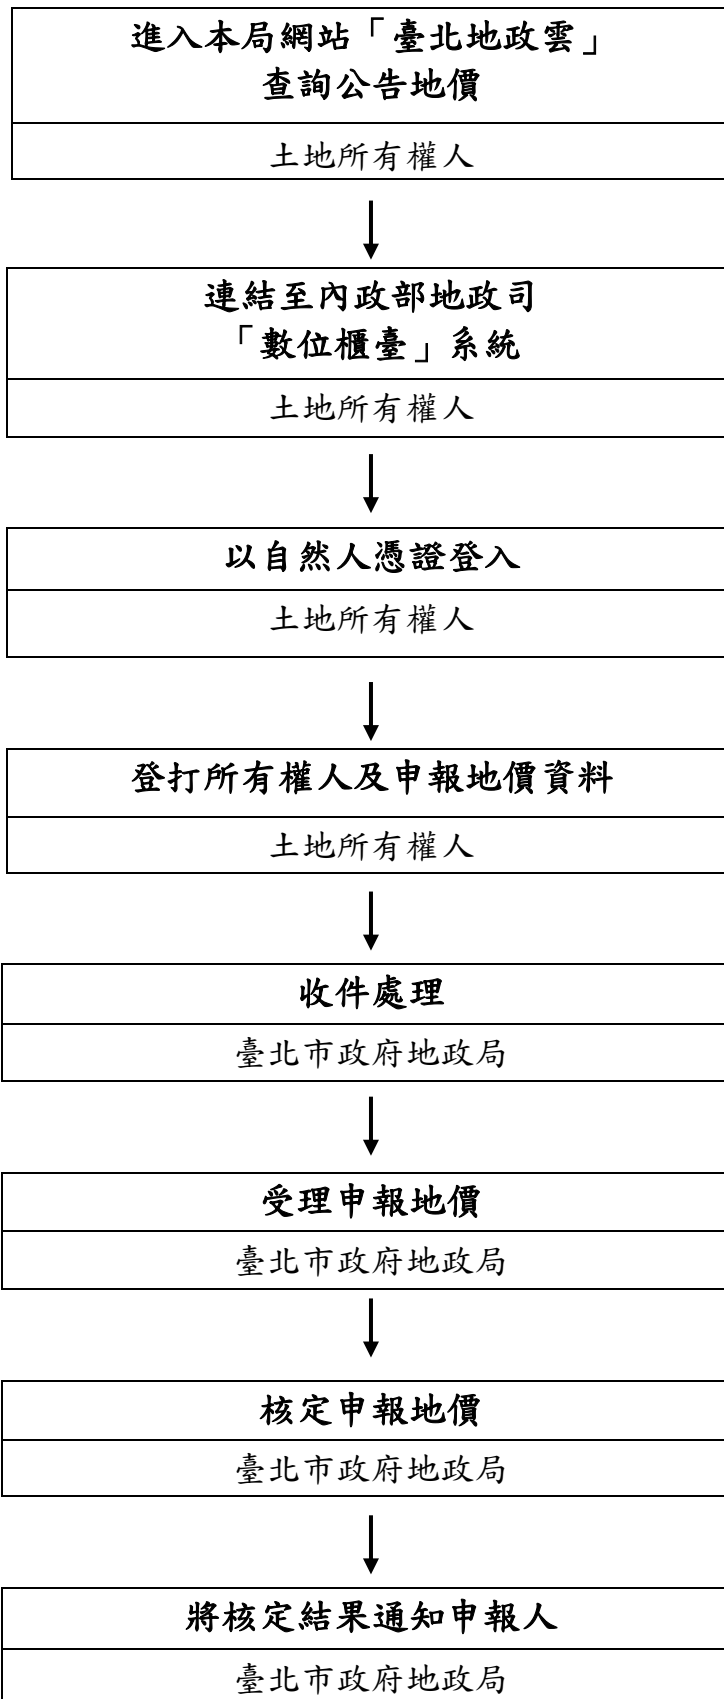 進入本局網站「臺北地政雲」
查詢公告地價
土地所有權人
連結至內政部地政司
「數位櫃臺」系統
土地所有權人
以自然人憑證登入
土地所有權人
登打所有權人及申報地價資料
土地所有權人
收件處理
臺北市政府地政局
受理申報地價
臺北市政府地政局
核定申報地價
臺北市政府地政局
將核定結果通知申報人
臺北市政府地政局